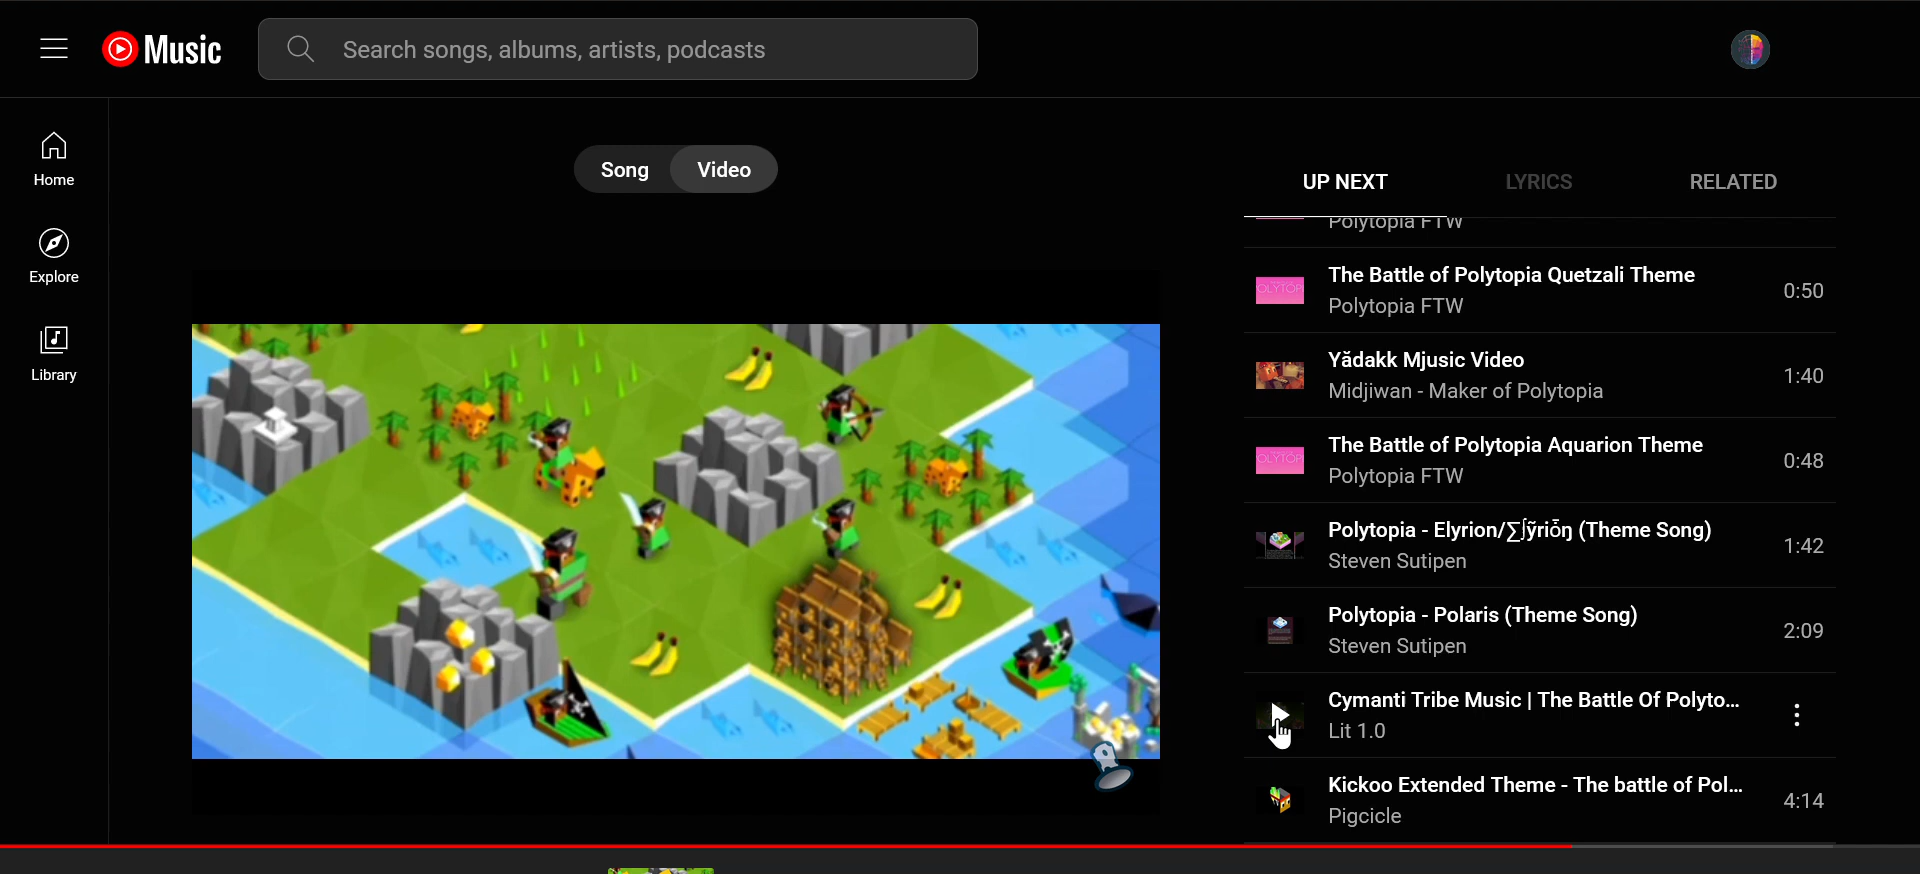 Music
Search songs, albums, artists, podcasts
Home
Explore
Library
Song Video
UP NEXT LYRICS RELATED
Polytopia FTW
The Battle of Polytopia Quetzali Theme
Polytopia FTW
0:50
Yădakk Mjusic Video
Midjiwan - Maker of Polytopia
1:40
The Battle of Polytopia Aquarion Theme
Polytopia FTW
0:48
Polytopia - Elyrion/∑∫ỹriȱŋ (Theme Song)
Steven Sutipen
1:42
Polytopia - Polaris (Theme Song)
Steven Sutipen
2:09
Cymanti Tribe Music | The Battle Of Polyto...
Lit 1.0
Kickoo Extended Theme - The battle of Pol...
Pigcicle
4:14